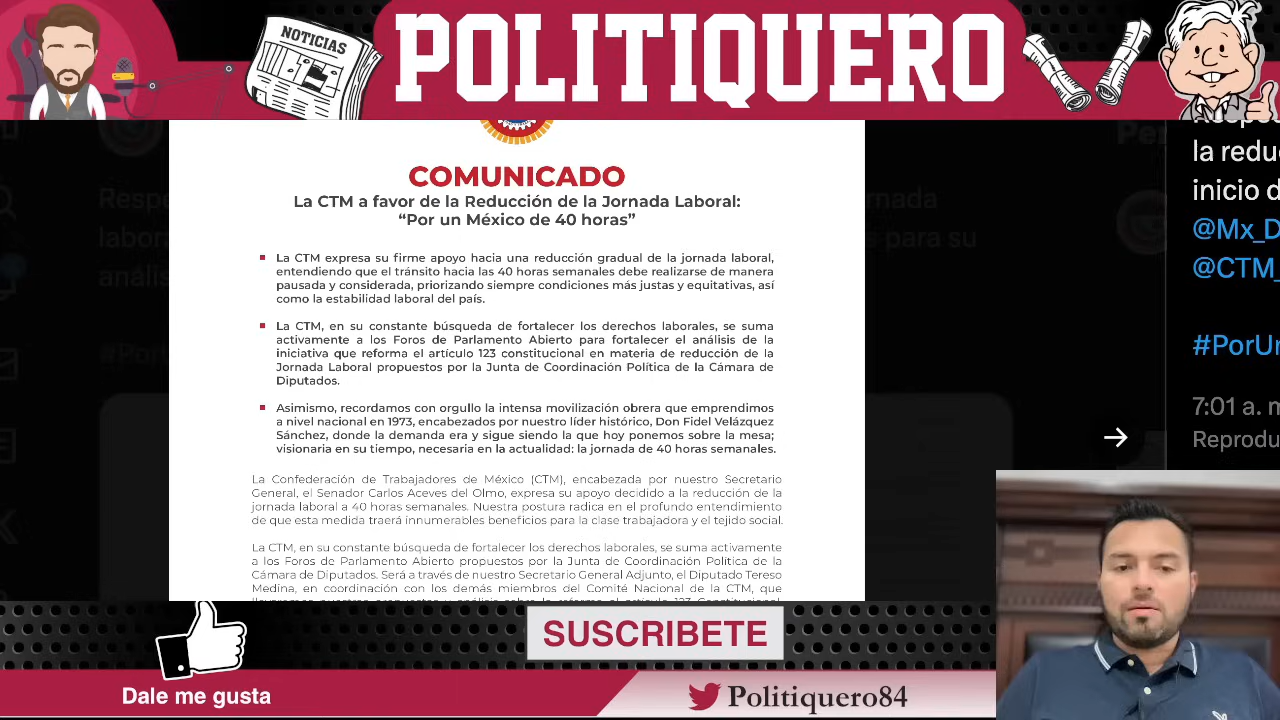 NOTICIAS
POLITIQUERO
COMUNICADO
La CTM a favor de la Reducción de la Jornada Laboral:
“Por un México de 40 horas”
La CTM expresa su firme apoyo hacia una reducción gradual de la jornada laboral,
entendiendo que el tránsito hacia las 40 horas semanales debe realizarse de manera
pausada y considerada, priorizando siempre condiciones más justas y equitativas, así
como la estabilidad laboral del país.
La CTM, en su constante búsqueda de fortalecer los derechos laborales, se suma
activamente a los Foros de Parlamento Abierto para fortalecer el análisis de la
iniciativa que reforma el artículo 123 constitucional en materia de reducción de la
Jornada Laboral propuestos por la Junta de Coordinación Política de la Cámara de
Diputados.
Asimismo, recordamos con orgullo la intensa movilización obrera que emprendimos
a nivel nacional en 1973, encabezados por nuestro líder histórico, Don Fidel Velázquez
Sánchez, donde la demanda era y sigue siendo la que hoy ponemos sobre la mesa;
visionaria en su tiempo, necesaria en la actualidad: la jornada de 40 horas semanales.
La Confederación de Trabajadores de México (CTM), encabezada por nuestro Secretario
General, el Senador Carlos Aceves del Olmo, expresa su apoyo decidido a la reducción de la
jornada laboral a 40 horas semanales. Nuestra postura radica en el profundo entendimiento
de que esta medida traerá innumerables beneficios para la clase trabajadora y el tejido social.
La CTM, en su constante búsqueda de fortalecer los derechos laborales, se suma activamente
a los Foros de Parlamento Abierto propuestos por la Junta de Coordinación Política de la
Cámara de Diputados. Será a través de nuestro Secretario General Adjunto, el Diputado Tereso
Medina, en coordinación con los demás miembros del Comité Nacional de la CTM, que
la redu
inicio d
@Mx_D
@CTM_
#PorUn
7:01 a. m
Reprodu
SUSCRIBETE
Dale me gusta
Politiquero84